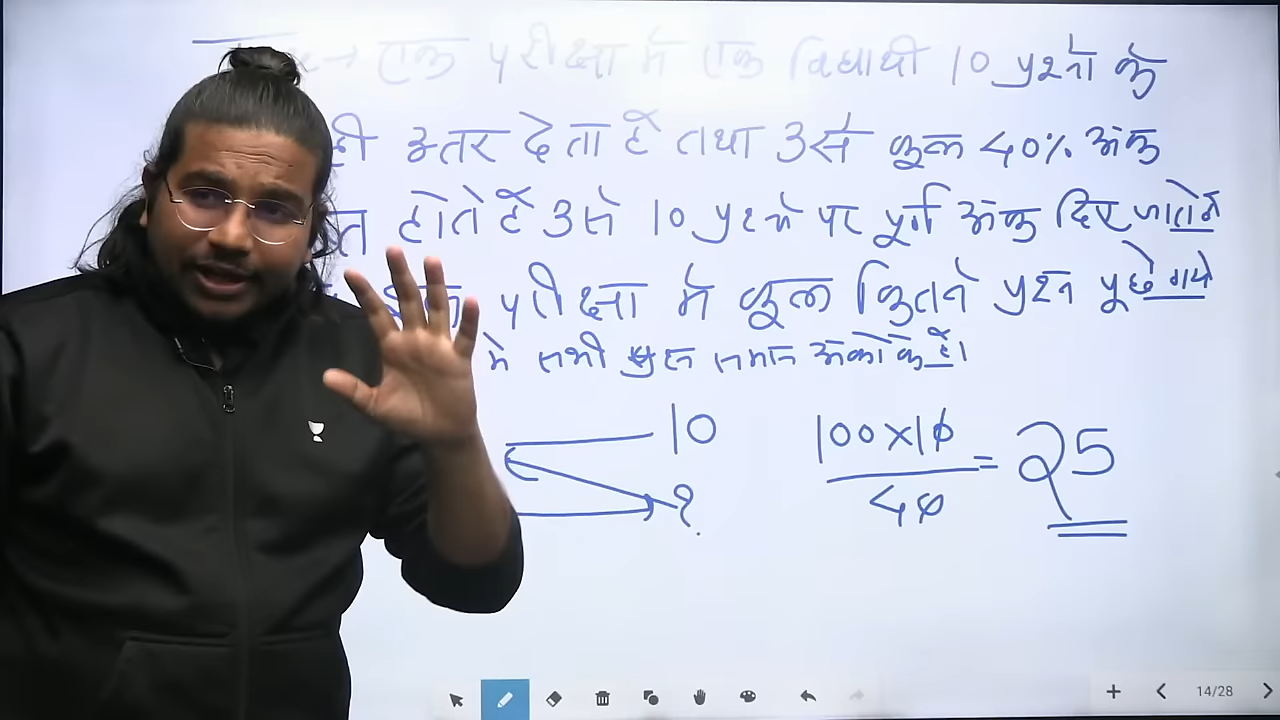 एक परीक्षा में एक विद्यार्थी 10 प्रश्नों के
ही उत्तर देता है तथा उसे कुल 40% अंक
होते हैं उसे 10 प्रश्नो पर पूर्ण अंक दिए जाते है
परीक्षा में कुल कितने प्रश्न पूछे गये
में सभी प्रश्न समान अंको के है।
10
?
100×10
40
= 25
14/28